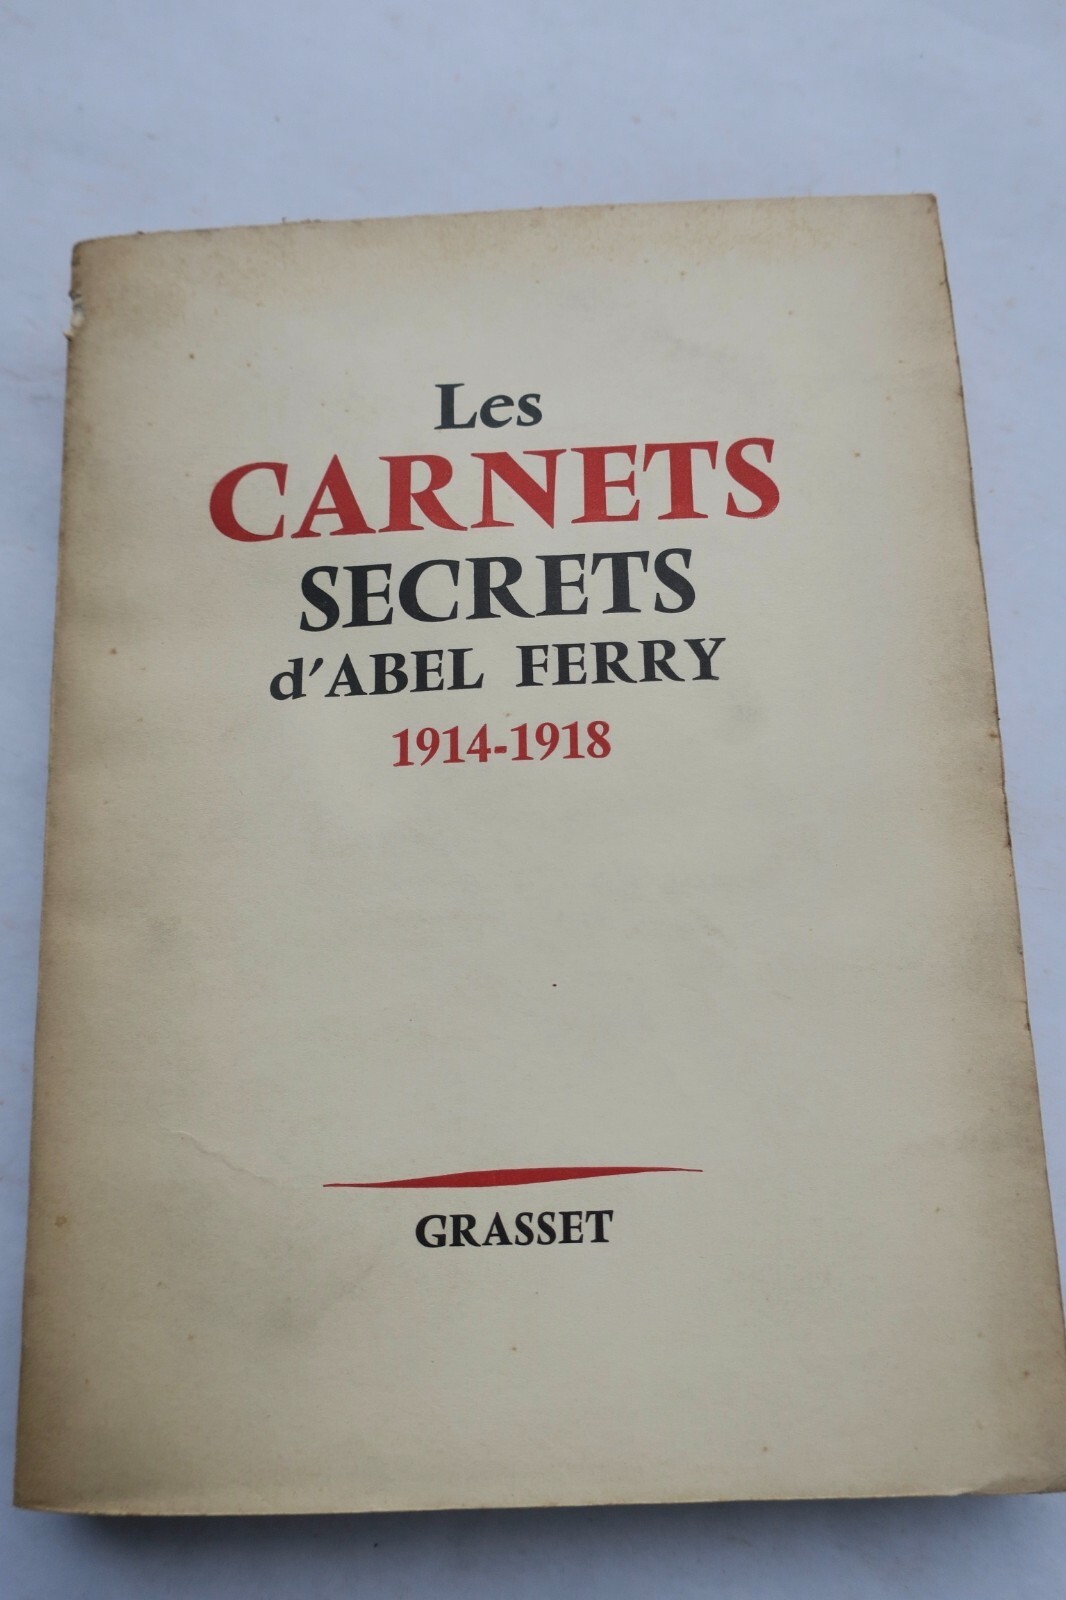 Les
CARNETS
SECRETS
d'ABEL FERRY
1914-1918
GRASSET